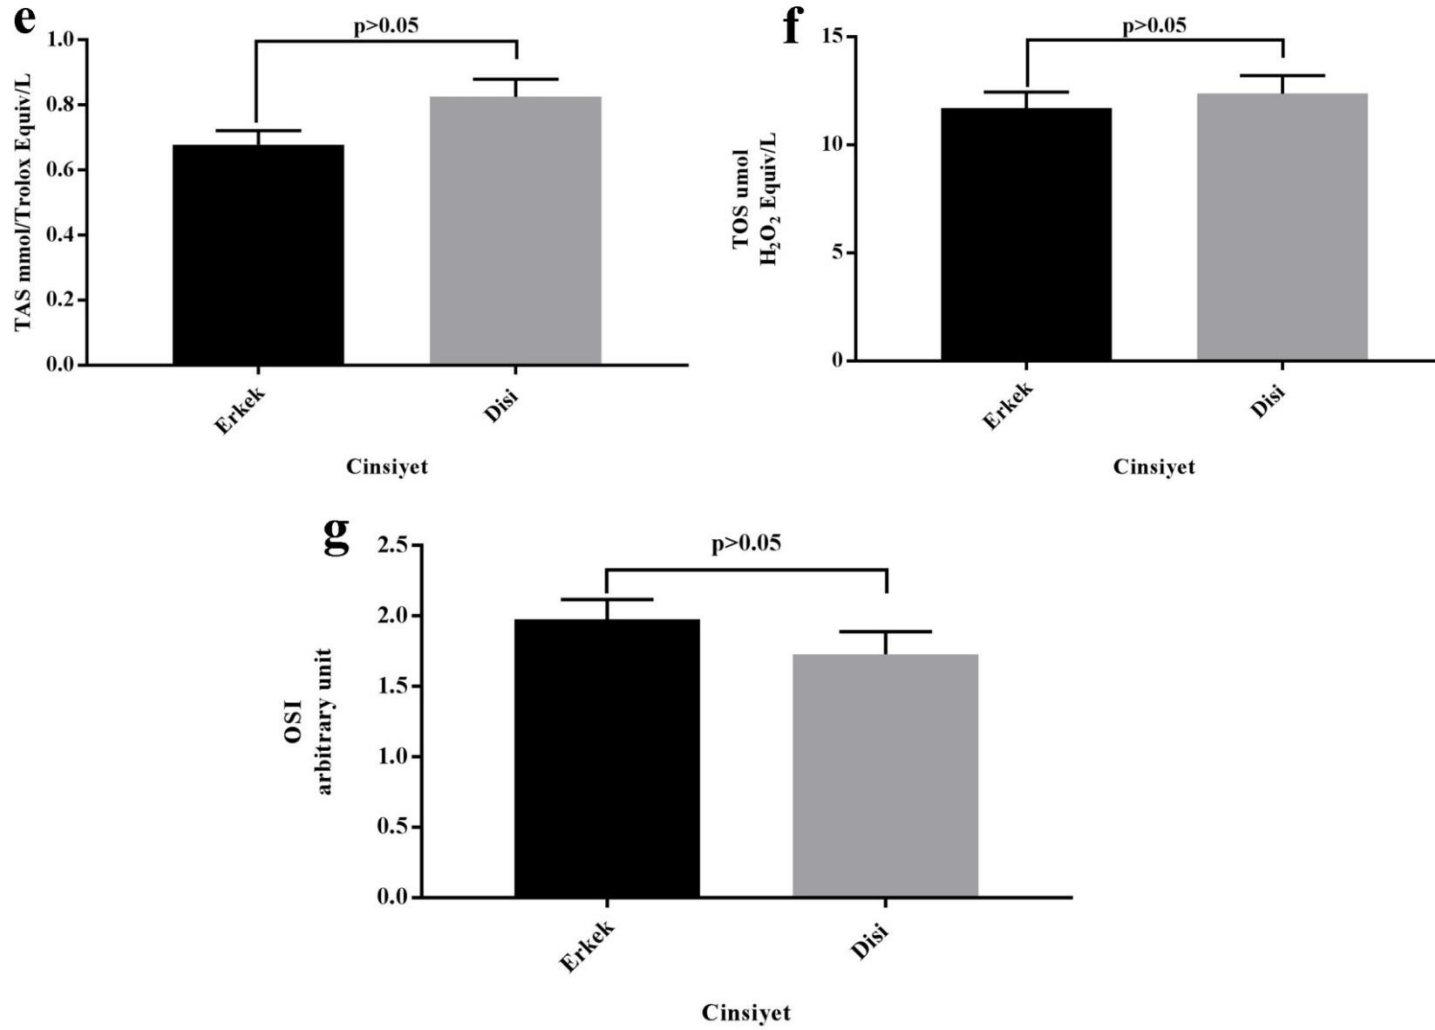 e
p>0.05
TAS mmol/Trolox Equiv/L
1.0
0.8
0.6
0.4
0.2
0.0
Erkek
Disi
Cinsiyet
f
p>0.05
TOS umol
H₂O₂ Equiv/L
15
10
5
0
Erkek
Disi
Cinsiyet
g
p>0.05
OSI
arbitrary unit
2.5
2.0
1.5
1.0
0.5
0.0
Erkek
Disi
Cinsiyet